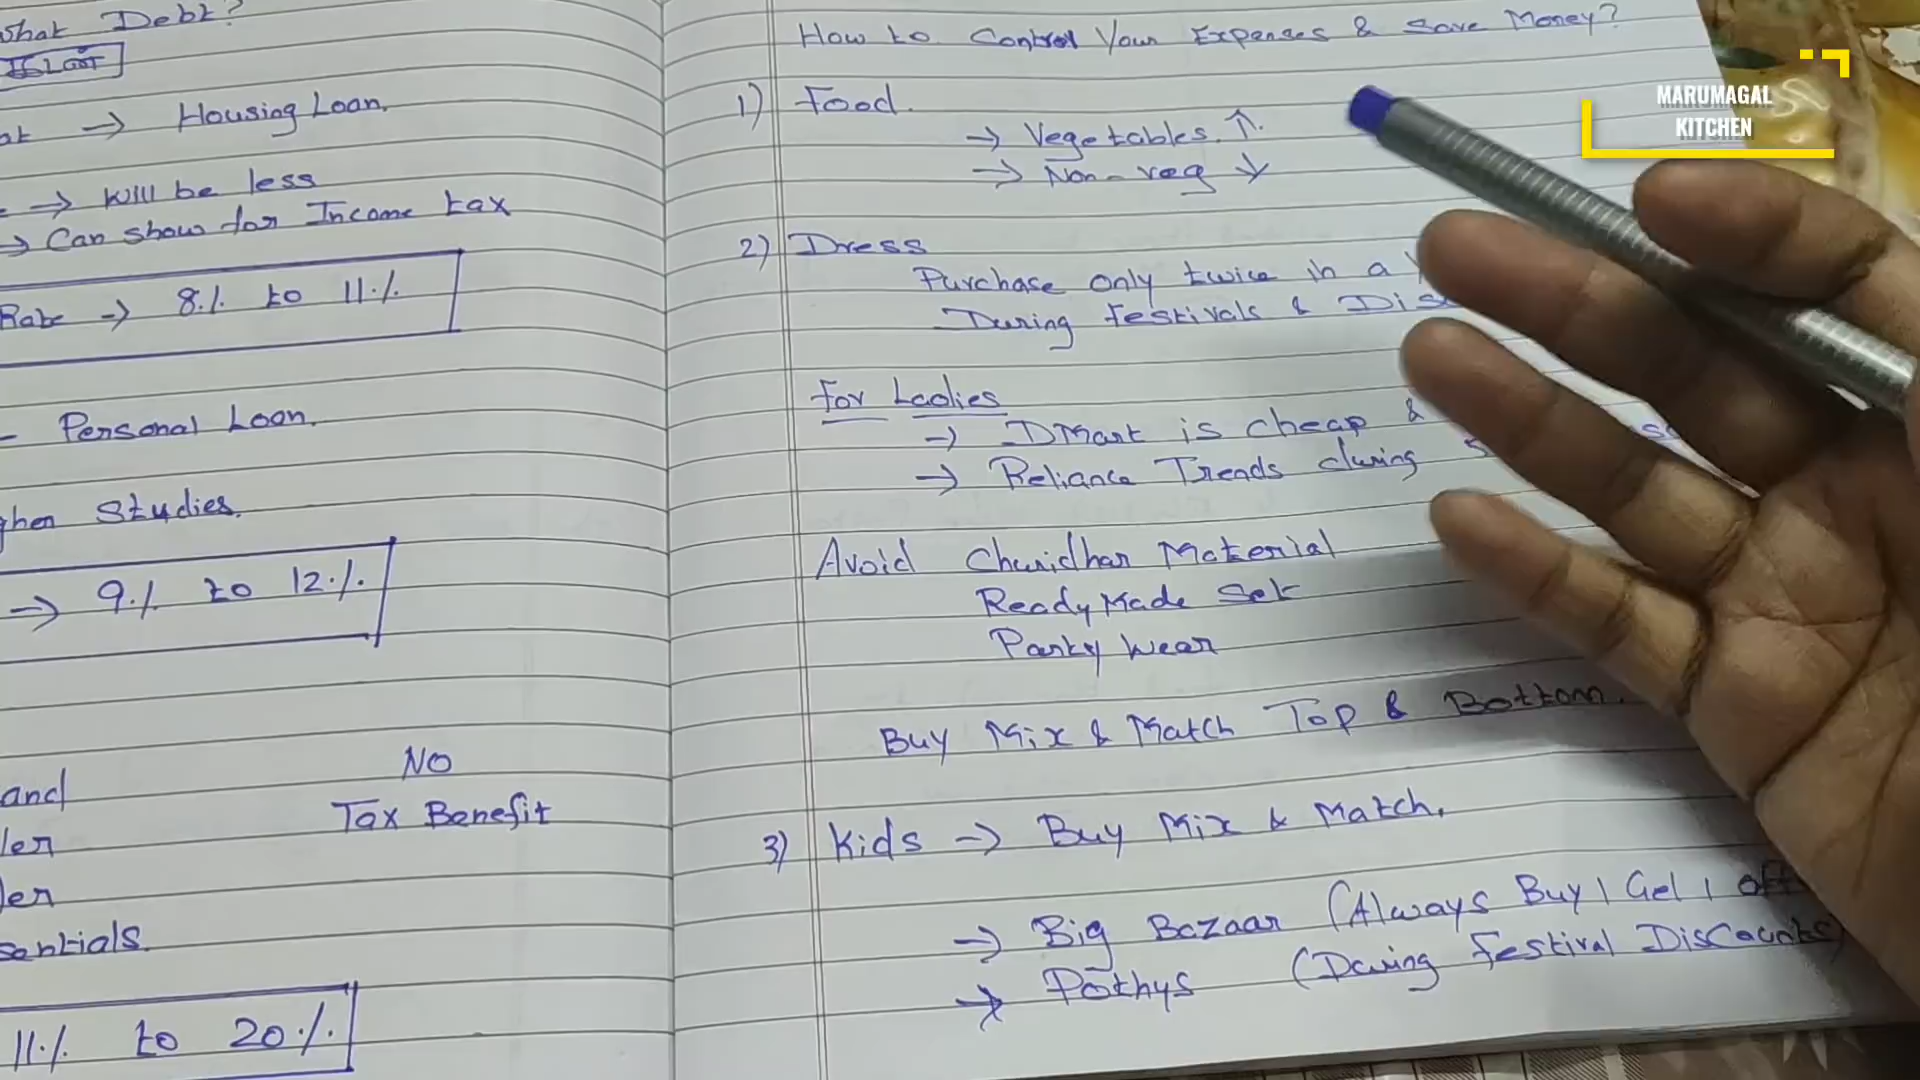 What Debt?
→ Housing Loan.
→ Will be less
→ Can show for Income tax
Rate → 8% to 11%
- Personal Loan.
Studies.
→ 9% to 12%
and
NO
Tax Benefit
11% to 20%
How to Control Your Expenses & Save Money?
1) Food.
→ Vegetables. ↑.
→ Non-veg ↓
2) Dress
Purchase only twice in a
During Festivals &
For Ladies
→ DMart is cheap &
→ Reliance Trends during
Avoid Churidhar Material
Ready Made Set
Party Wear
Buy Mix & Match Top & Bottom.
3) Kids → Buy Mix & Match.
→ Big Bazaar (Always Buy 1 Get 1
→ Pothys (During Festival Discounts)
MARUMAGAL
KITCHEN